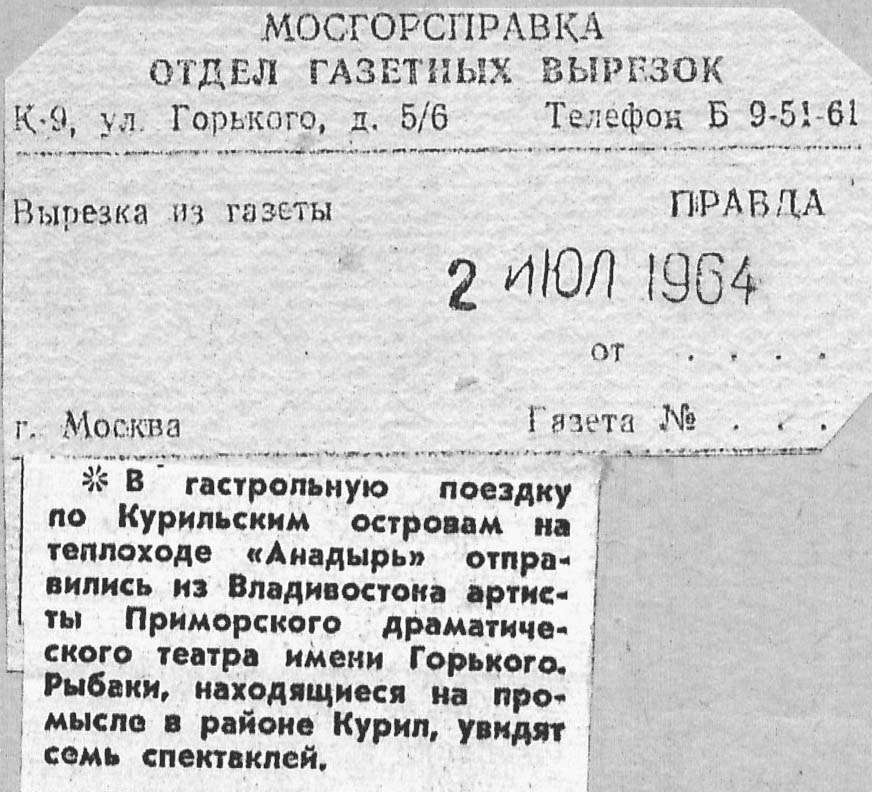 МОСГОРСПРАВКА
ОТДЕЛ ГАЗЕТНЫХ ВЫРЕЗОК
К-9, ул. Горького, д. 5/6 Телефон Б 9-51-61
Вырезка из газеты ПРАВДА
2 ИЮЛ 1964
от . . . .
г. Москва Газета № . . .
* В гастрольную поездку
по Курильским островам на
теплоходе «Анадырь» отпра-
вились из Владивостока артис-
ты Приморского драматиче-
ского театра имени Горького.
Рыбаки, находящиеся на про-
мысле в районе Курил, увидят
семь спектаклей.